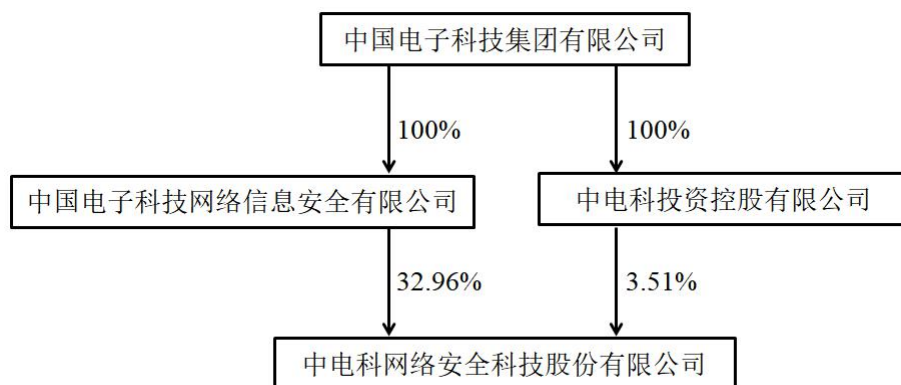 中国电子科技集团有限公司
100%
100%
中国电子科技网络信息安全有限公司
中电科投资控股有限公司
32.96%
3.51%
中电科网络安全科技股份有限公司